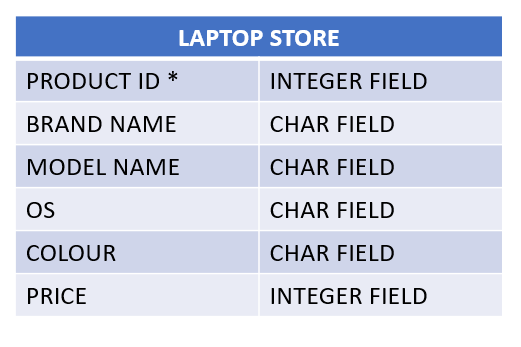 LAPTOP STORE
PRODUCT ID * INTEGER FIELD
BRAND NAME CHAR FIELD
MODEL NAME CHAR FIELD
OS CHAR FIELD
COLOUR CHAR FIELD
PRICE INTEGER FIELD